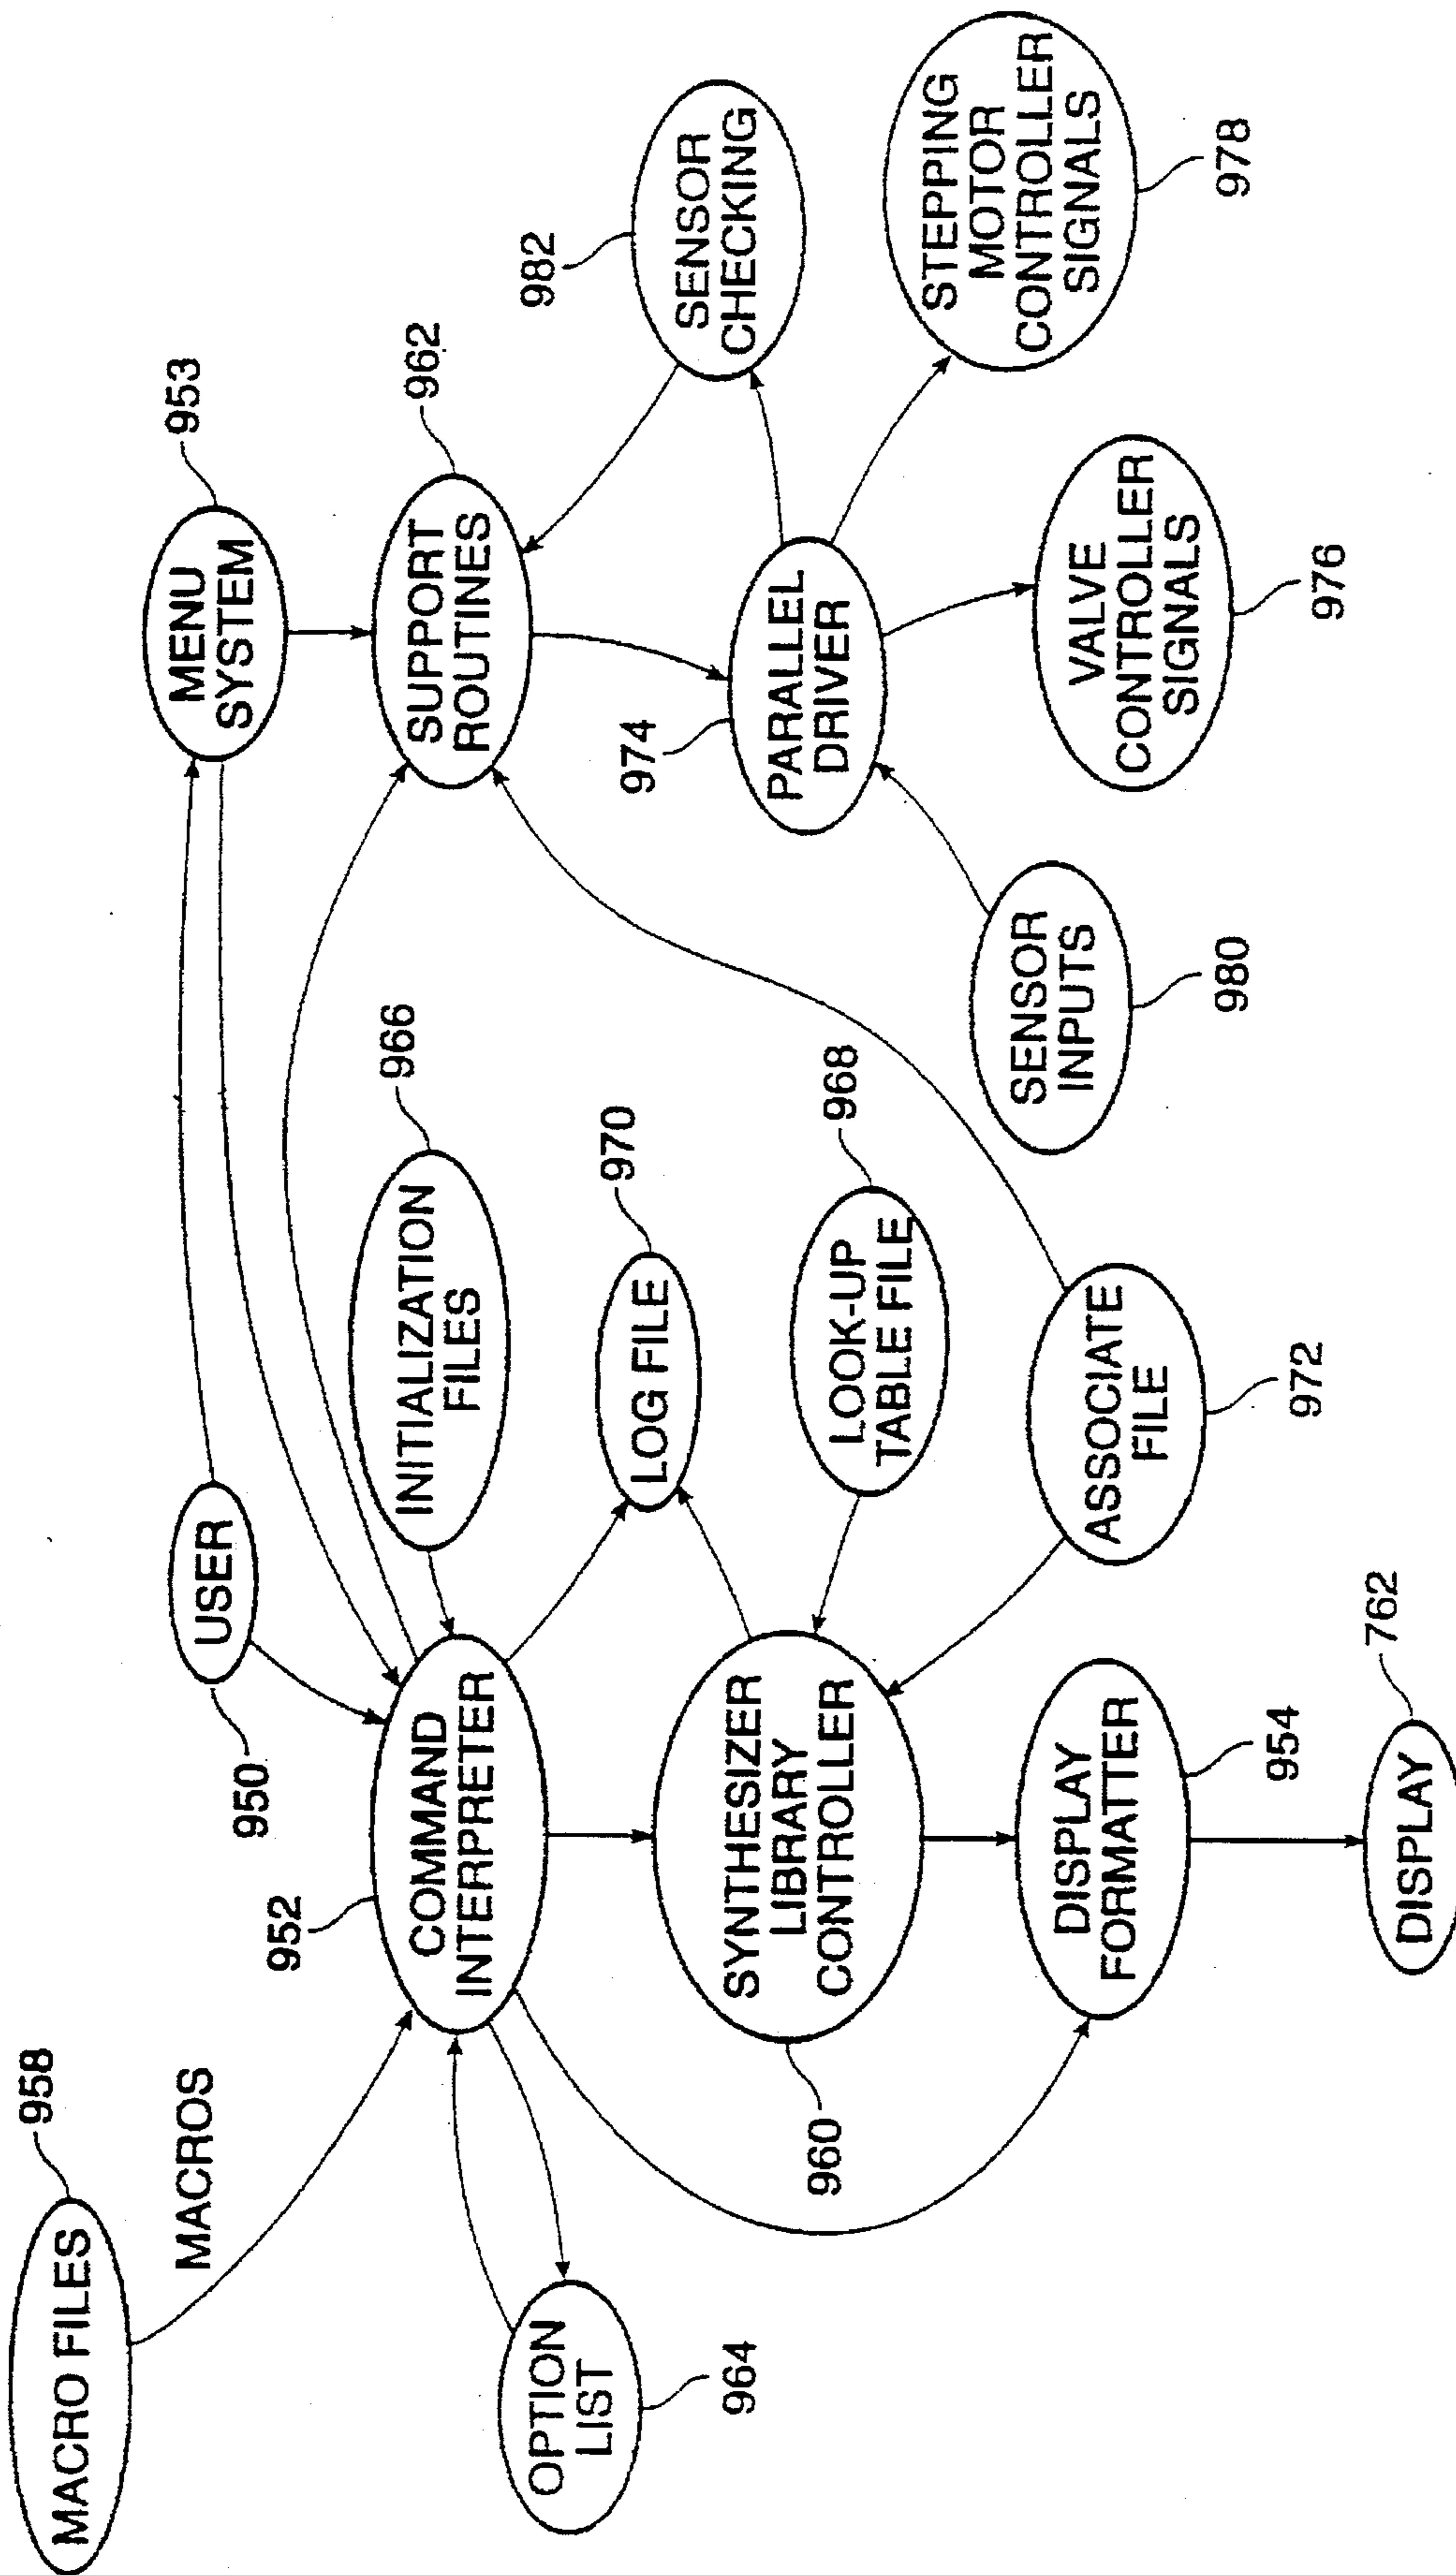 958
MACRO FILES
MACROS
950
USER
MENU
SYSTEM
953
952
COMMAND
INTERPRETER
INITIALIZATION
FILES
966
SUPPORT
ROUTINES
962
OPTION
LIST
964
LOG FILE
970
982
SENSOR
CHECKING
960
SYNTHESIZER
LIBRARY
CONTROLLER
LOOK-UP
TABLE FILE
968
974
PARALLEL
DRIVER
STEPPING
MOTOR
CONTROLLER
SIGNALS
978
DISPLAY
FORMATTER
954
ASSOCIATE
FILE
972
SENSOR
INPUTS
980
VALVE
CONTROLLER
SIGNALS
976
DISPLAY
762